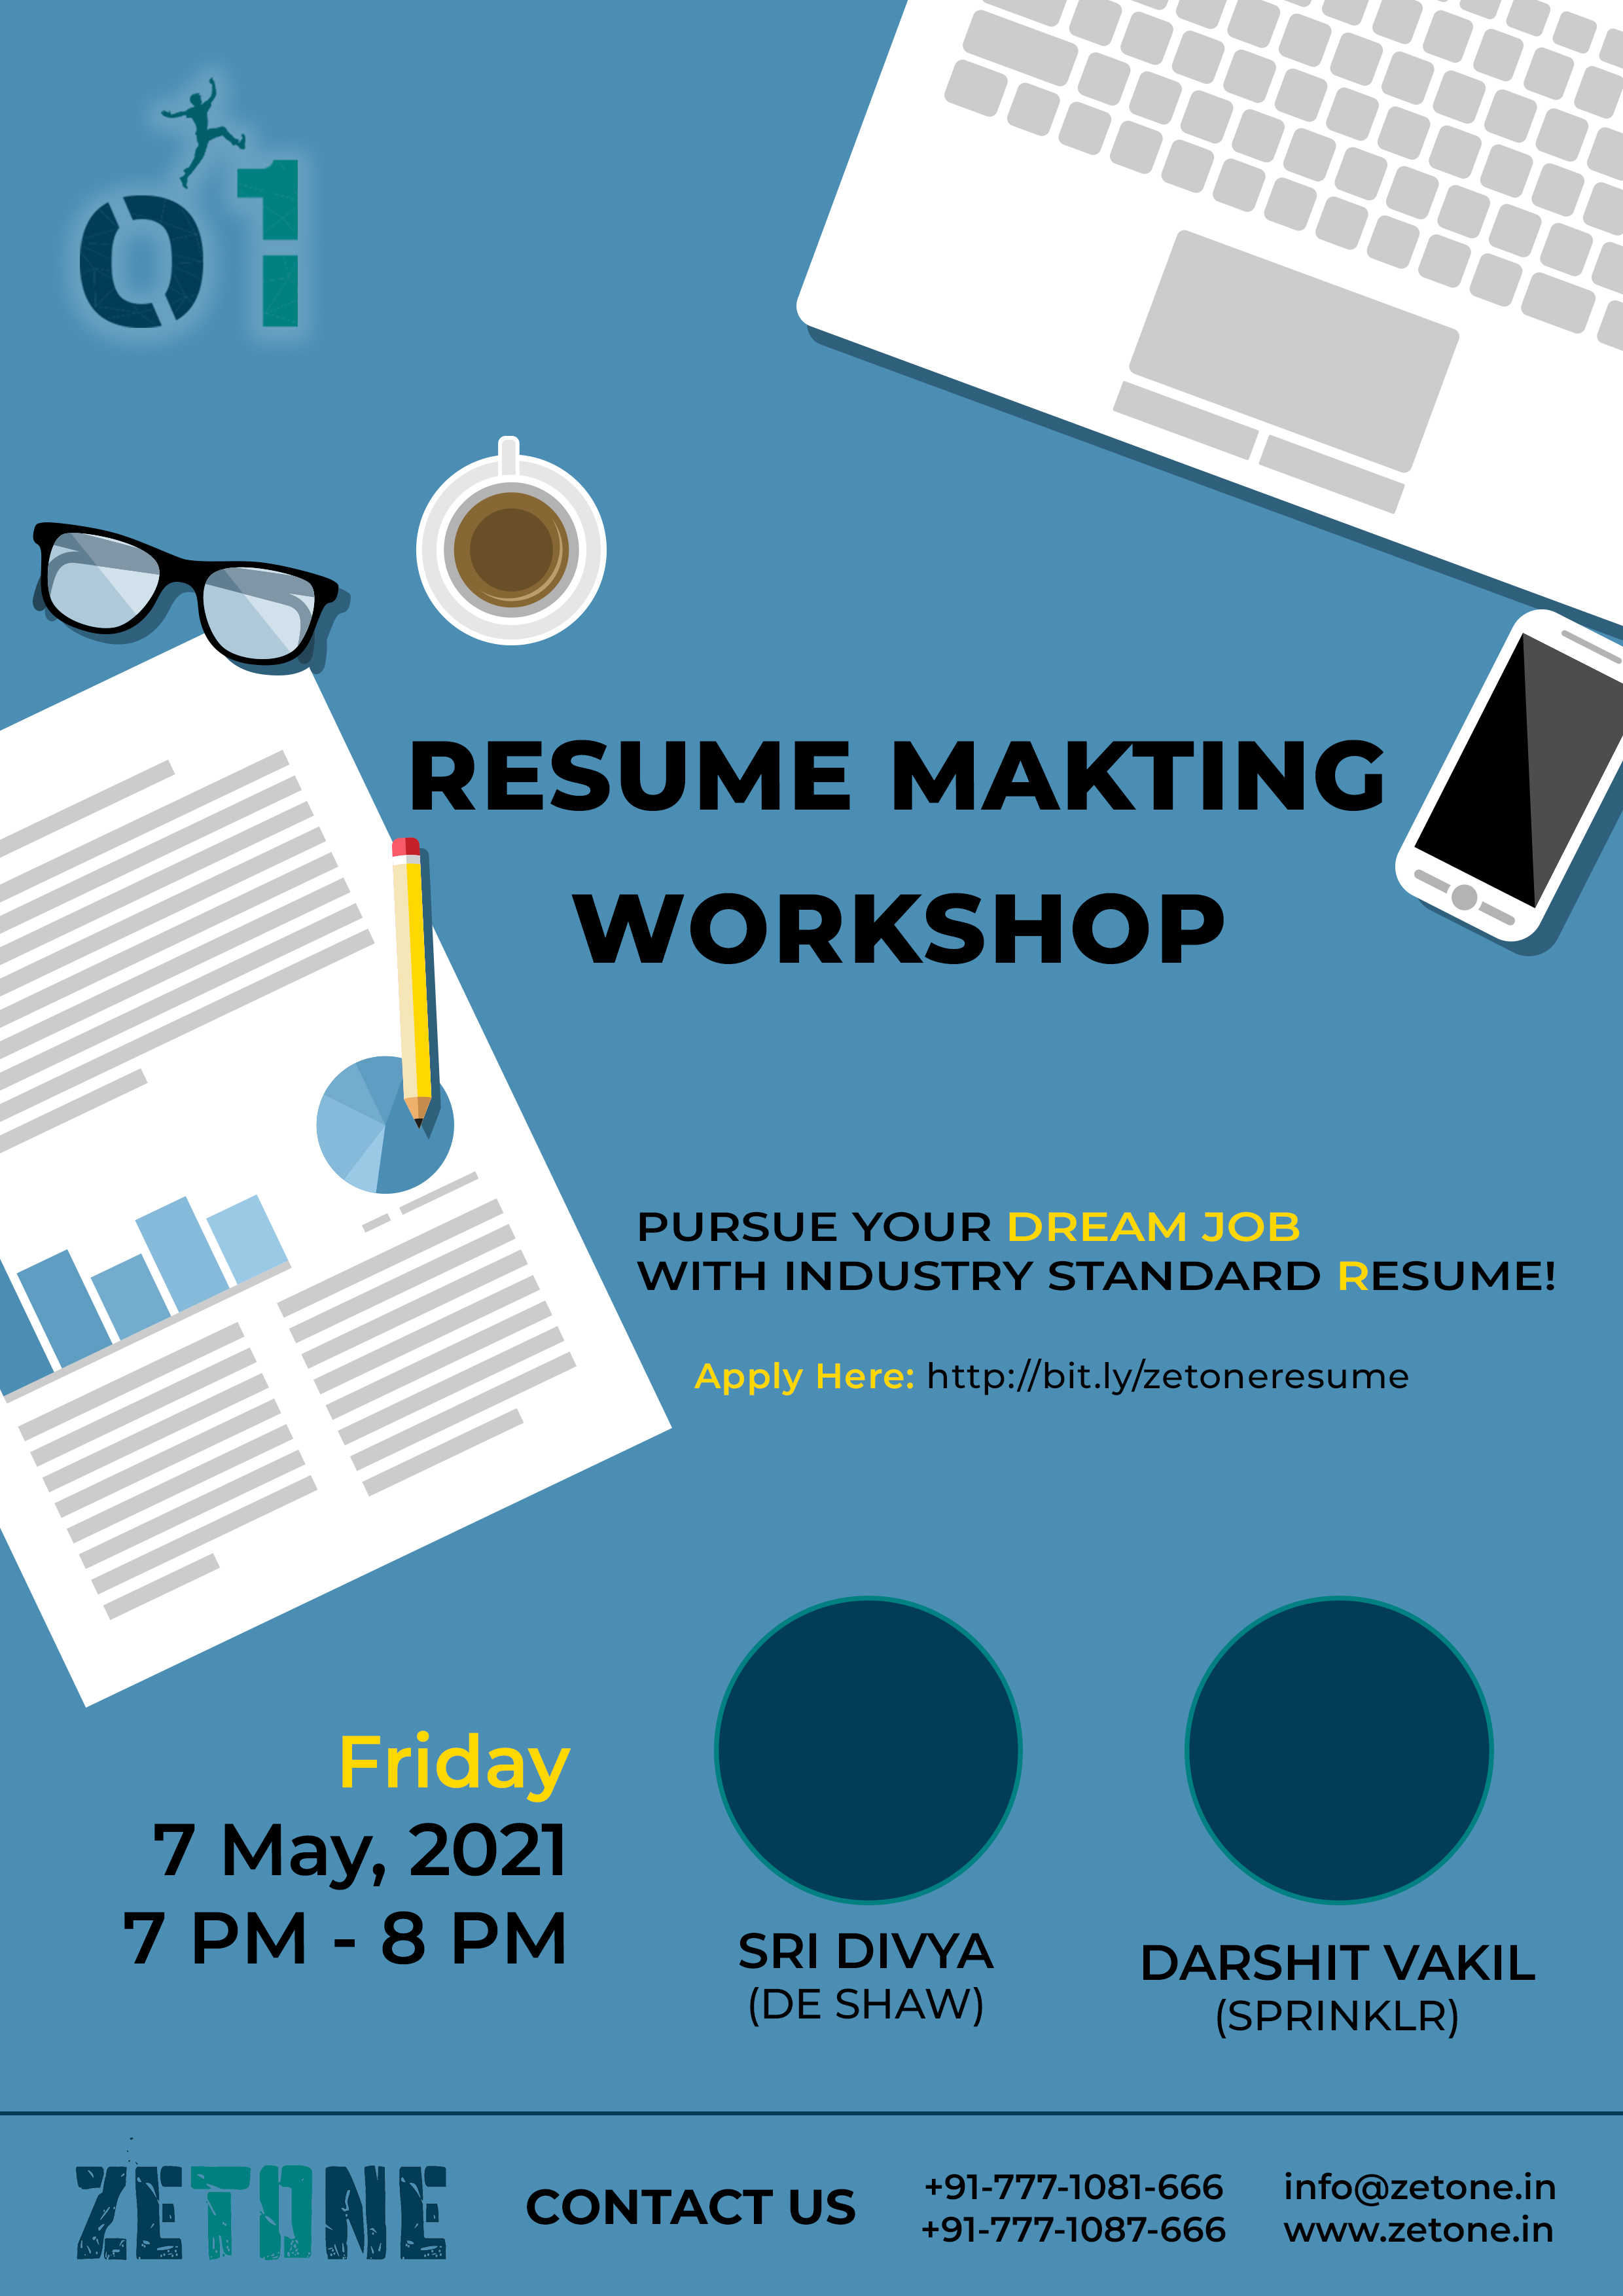 01
RESUME MAKTING
WORKSHOP
PURSUE YOUR DREAM JOB
WITH INDUSTRY STANDARD RESUME!
Apply Here: http://bit.ly/zetoneresume
Friday
7 May, 2021
7 PM - 8 PM
SRI DIVYA
(DE SHAW)
DARSHIT VAKIL
(SPRINKLR)
ZETONE
CONTACT US
+91-777-1081-666
+91-777-1087-666
info@zetone.in
www.zetone.in